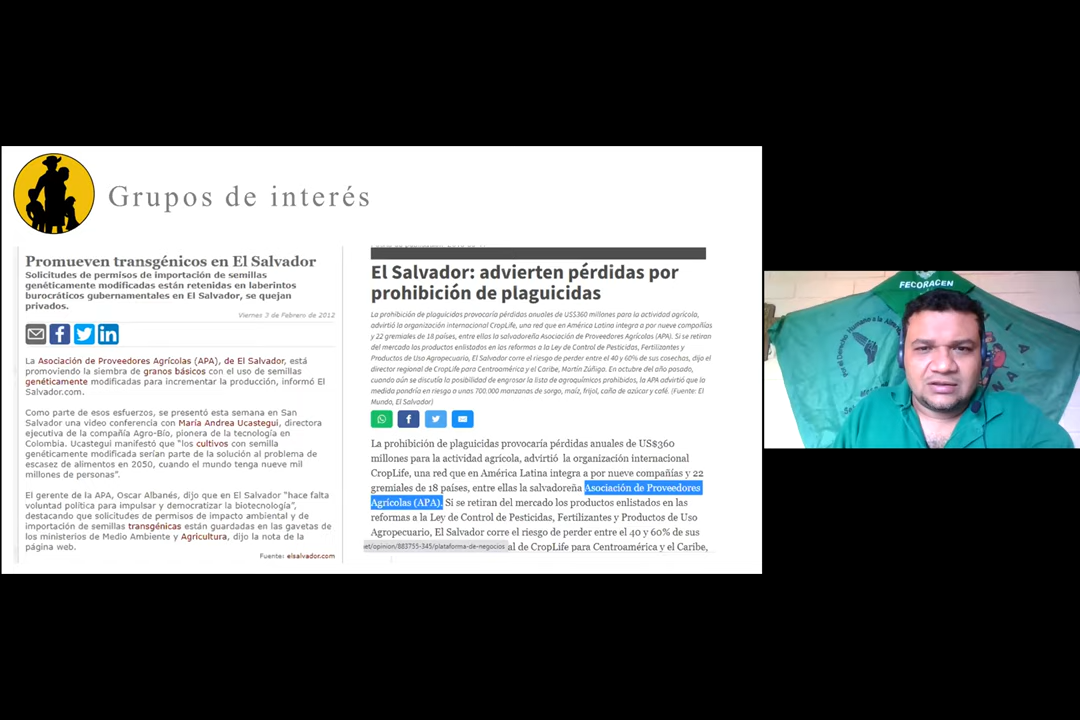 Grupos de interés
Promueven transgénicos en El Salvador
Solicitudes de permisos de importación de semillas
genéticamente modificadas están retenidas en laberintos
burocráticos gubernamentales en El Salvador, se quejan
privados.
Viernes 3 de Febrero de 2012
La Asociación de Proveedores Agrícolas (APA), de El Salvador, está
promoviendo la siembra de granos básicos con el uso de semillas
genéticamente modificadas para incrementar la producción, informó El
Salvador.com.
Como parte de esos esfuerzos, se presentó esta semana en San
Salvador una video conferencia con María Andrea Ucastegui, directora
ejecutiva de la compañía Agro-Bío, pionera de la tecnología en
Colombia. Ucastegui manifestó que "los cultivos con semilla
genéticamente modificada serían parte de la solución al problema de
escasez de alimentos en 2050, cuando el mundo tenga nueve mil
millones de personas".
El gerente de la APA, Oscar Albanés, dijo que en El Salvador "hace falta
voluntad política para impulsar y democratizar la biotecnología",
destacando que solicitudes de permisos de impacto ambiental y de
importación de semillas transgénicas están guardadas en las gavetas de
los ministerios de Medio Ambiente y Agricultura, dijo la nota de la
página web.
Fuente: elsalvador.com
El Salvador: advierten pérdidas por
prohibición de plaguicidas
La prohibición de plaguicidas provocaría pérdidas anuales de US$360 millones para la actividad agrícola,
advirtió la organización internacional CropLife, una red que en América Latina integra a por nueve compañías
y 22 gremiales de 18 países, entre ellas la salvadoreña Asociación de Proveedores Agrícolas (APA). Si se retiran
del mercado los productos enlistados en las reformas a la Ley de Control de Pesticidas, Fertilizantes y
Productos de Uso Agropecuario, El Salvador corre el riesgo de perder entre el 40 y 60% de sus cosechas, dijo el
director regional de CropLife para Centroamérica y el Caribe, Martín Zúñiga. En octubre del año pasado,
cuando aún se discutía la posibilidad de engrosar la lista de agroquímicos prohibidos, la APA advirtió que la
medida pondría en riesgo a unas 700.000 manzanas de sorgo, maíz, frijol, caña de azúcar y café. (Fuente: El
Mundo, El Salvador)
La prohibición de plaguicidas provocaría pérdidas anuales de US$360
millones para la actividad agrícola, advirtió la organización internacional
CropLife, una red que en América Latina integra a por nueve compañías y 22
gremiales de 18 países, entre ellas la salvadoreña Asociación de Proveedores
Agrícolas (APA). Si se retiran del mercado los productos enlistados en las
reformas a la Ley de Control de Pesticidas, Fertilizantes y Productos de Uso
Agropecuario, El Salvador corre el riesgo de perder entre el 40 y 60% de sus
et/opinion/883755-345/plataforma-de-negocios al de CropLife para Centroamérica y el Caribe,
FECORACEN
Por el Derecho Humano a la